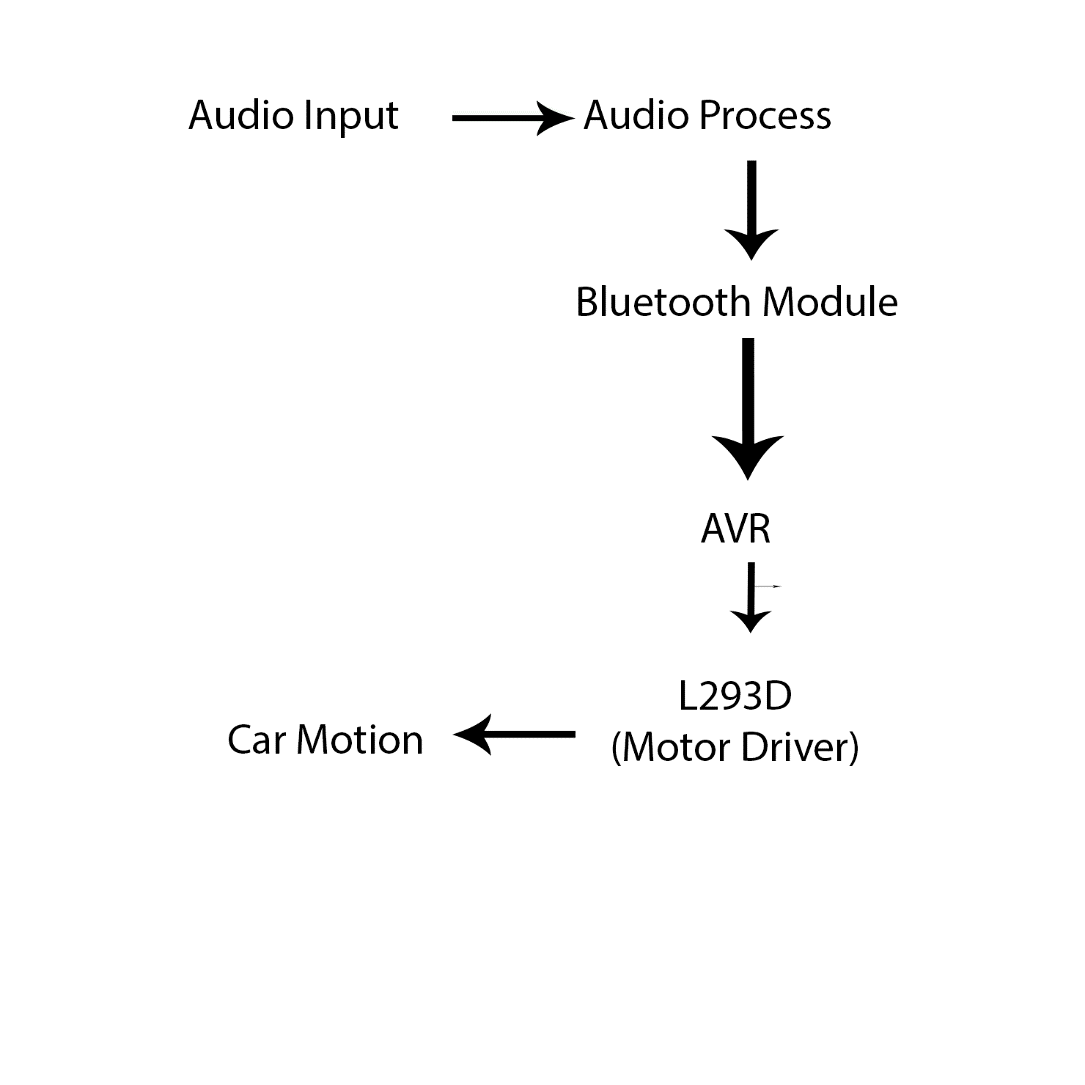 Audio Input
Audio Process
Bluetooth Module
AVR
L293D
(Motor Driver)
Car Motion